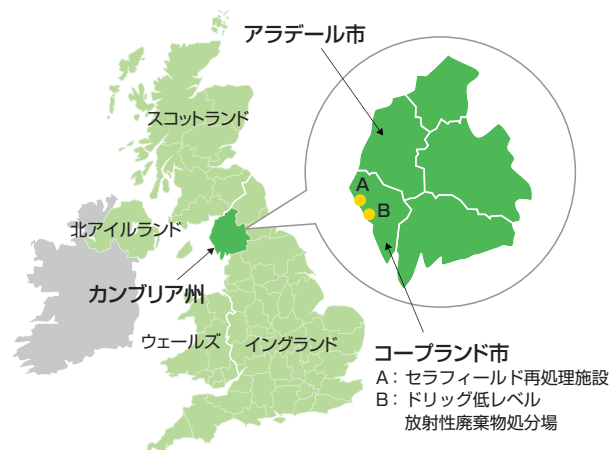 アラデール市
スコットランド
A
B
北アイルランド
カンブリア州
ウェールズ
イングランド
コープランド市
A：セラフィールド再処理施設
B：ドリッグ低レベル
放射性廃棄物処分場